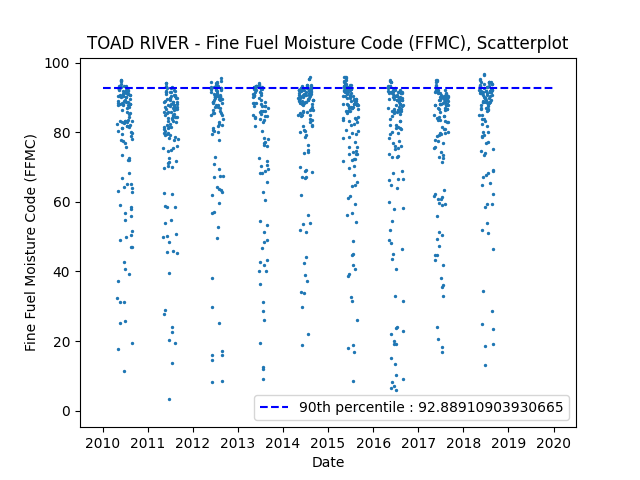 TOAD RIVER - Fine Fuel Moisture Code (FFMC), Scatterplot
100
80
60
40
20
0
Fine Fuel Moisture Code (FFMC)
90th percentile : 92.88910903930665
2010 2011 2012 2013 2014 2015 2016 2017 2018 2019 2020
Date